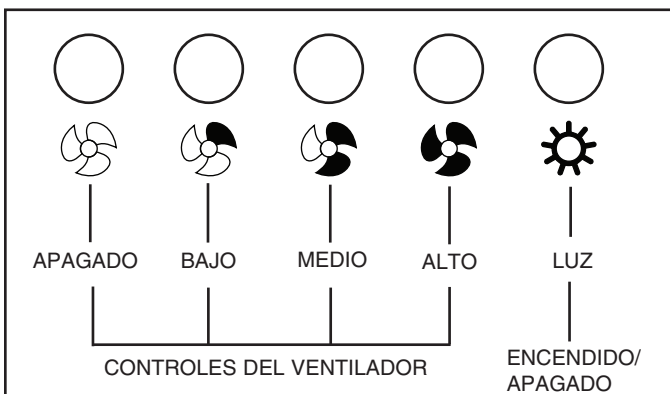 APAGADO BAJO MEDIO ALTO LUZ
CONTROLES DEL VENTILADOR
ENCENDIDO/
APAGADO